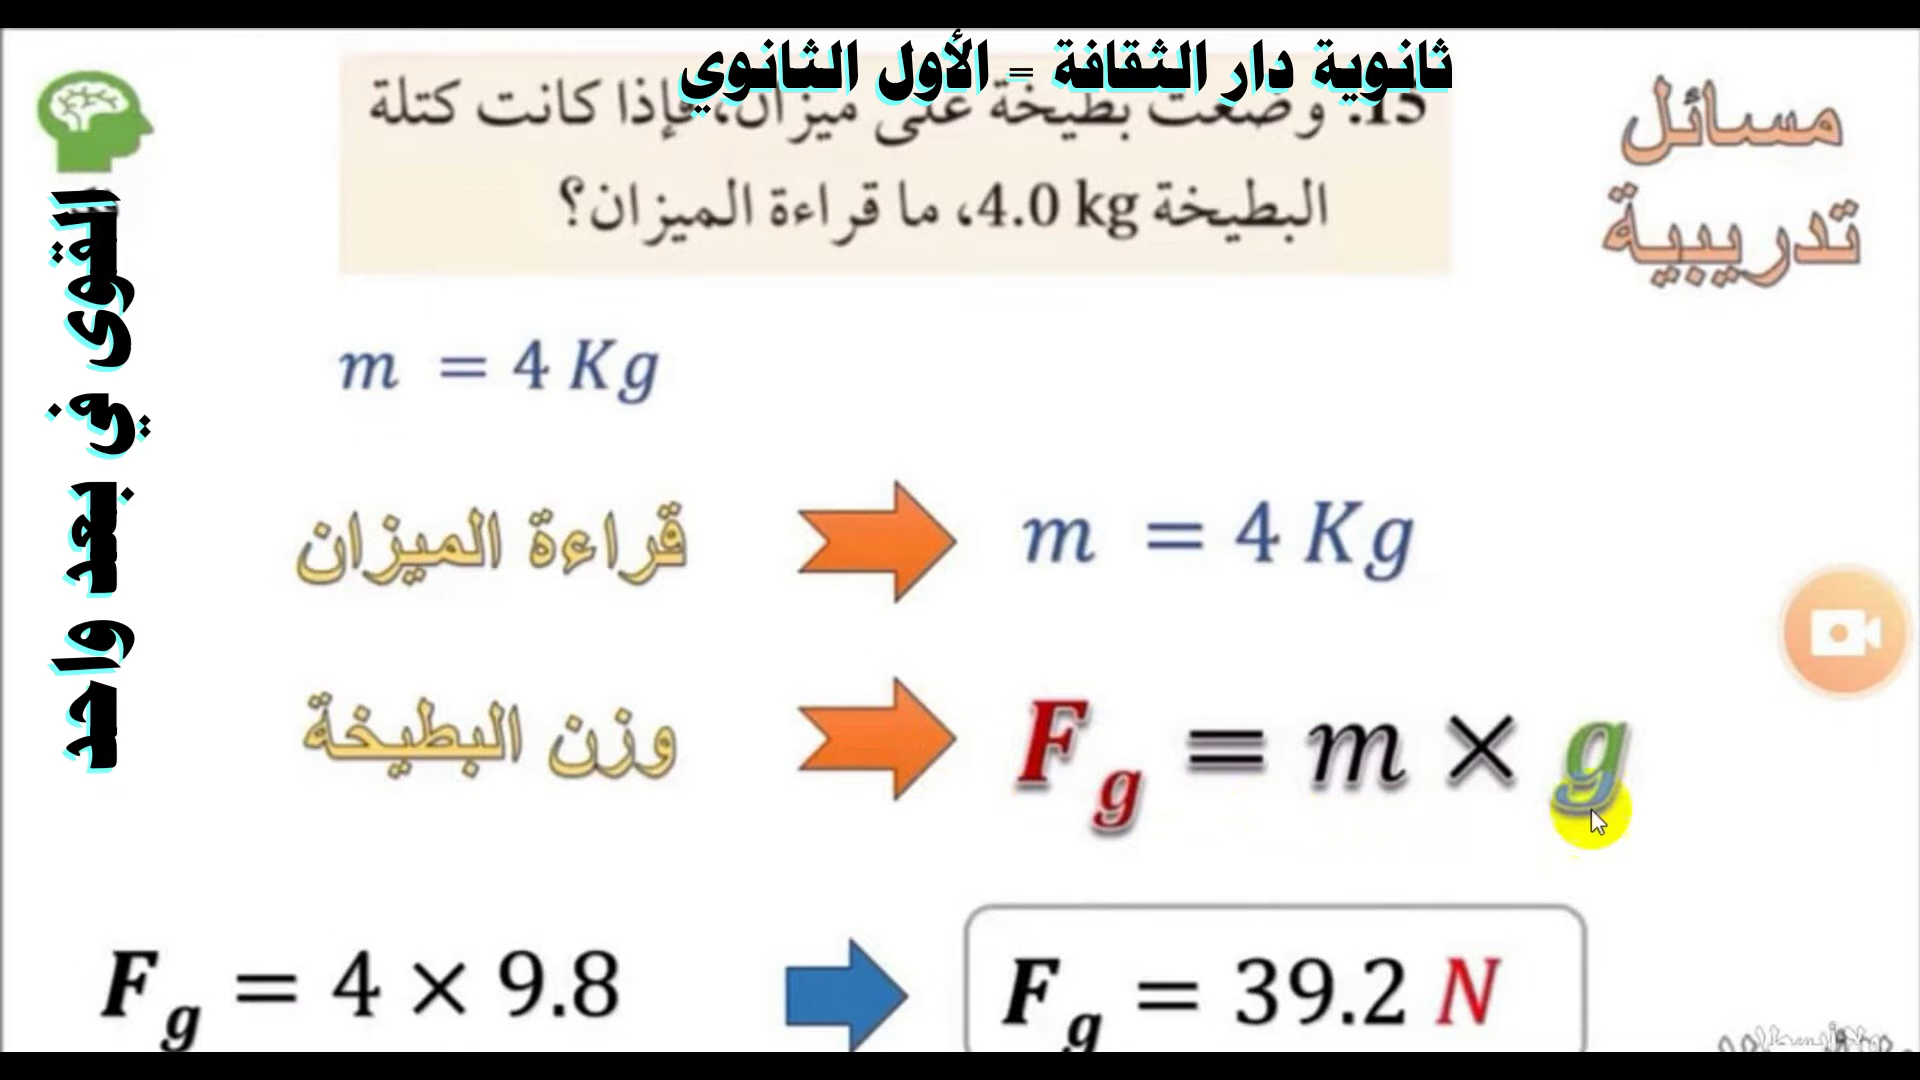 ثانوية دار الثقافة = الأول الثانوي
15. وضعت بطيخة على ميزان، فإذا كانت كتلة
البطيخة 4.0 kg، ما قراءة الميزان؟
مسائل
تدريبية
القوى في بعد واحد
m = 4 Kg
قراءة الميزان
m = 4 Kg
وزن البطيخة
Fg = m × g
Fg = 4 × 9.8
Fg = 39.2 N